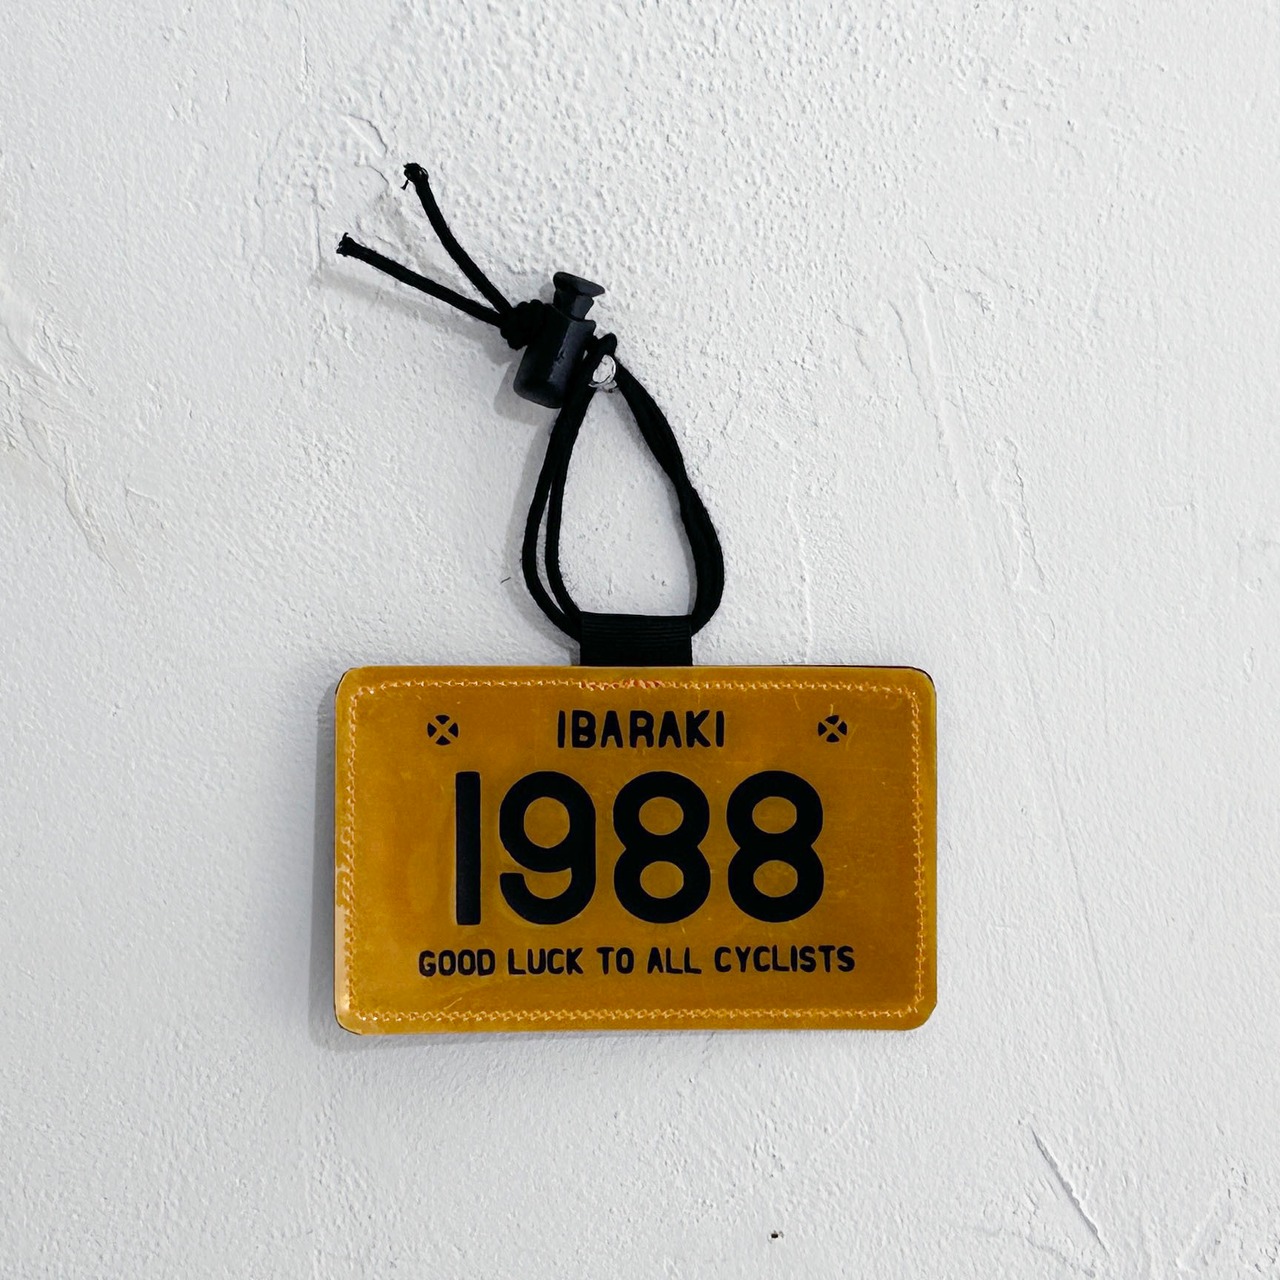 IBARAKI
1988
GOOD LUCK TO ALL CYCLISTS